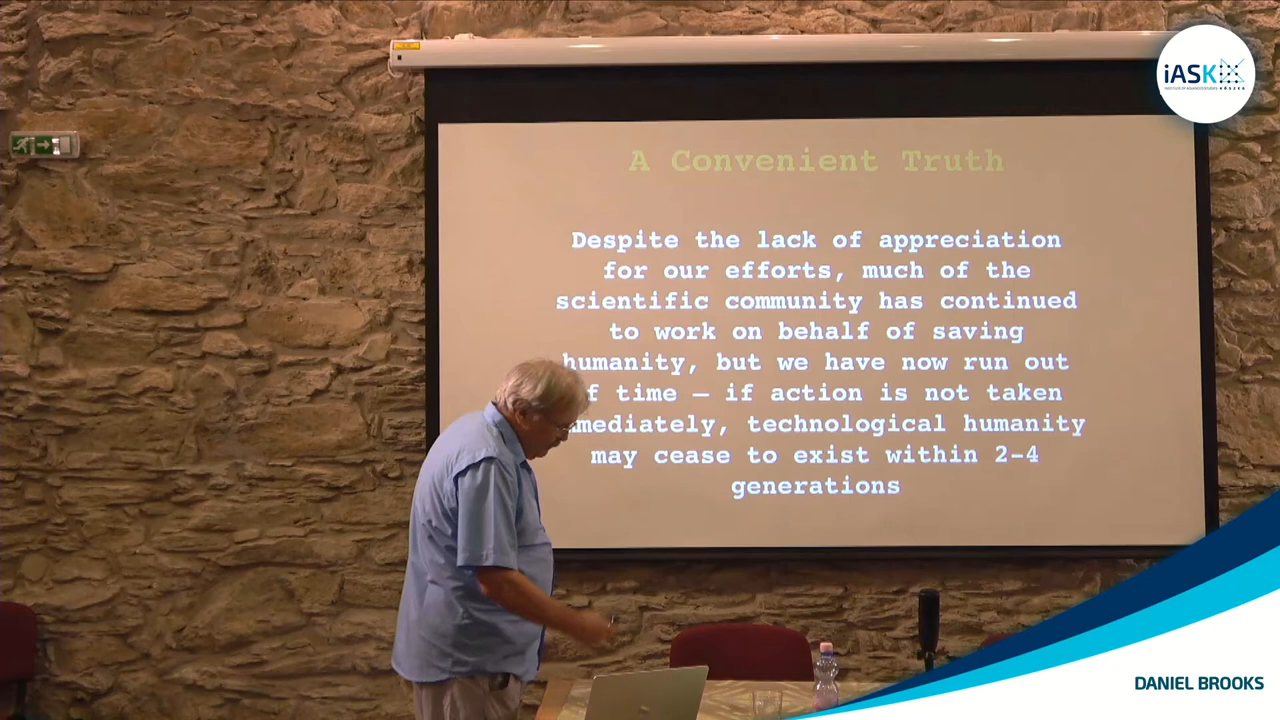 iASK
A Convenient Truth
Despite the lack of appreciation
for our efforts, much of the
scientific community has continued
to work on behalf of saving
humanity, but we have now run out
of time – if action is not taken
immediately, technological humanity
may cease to exist within 2-4
generations
DANIEL BROOKS